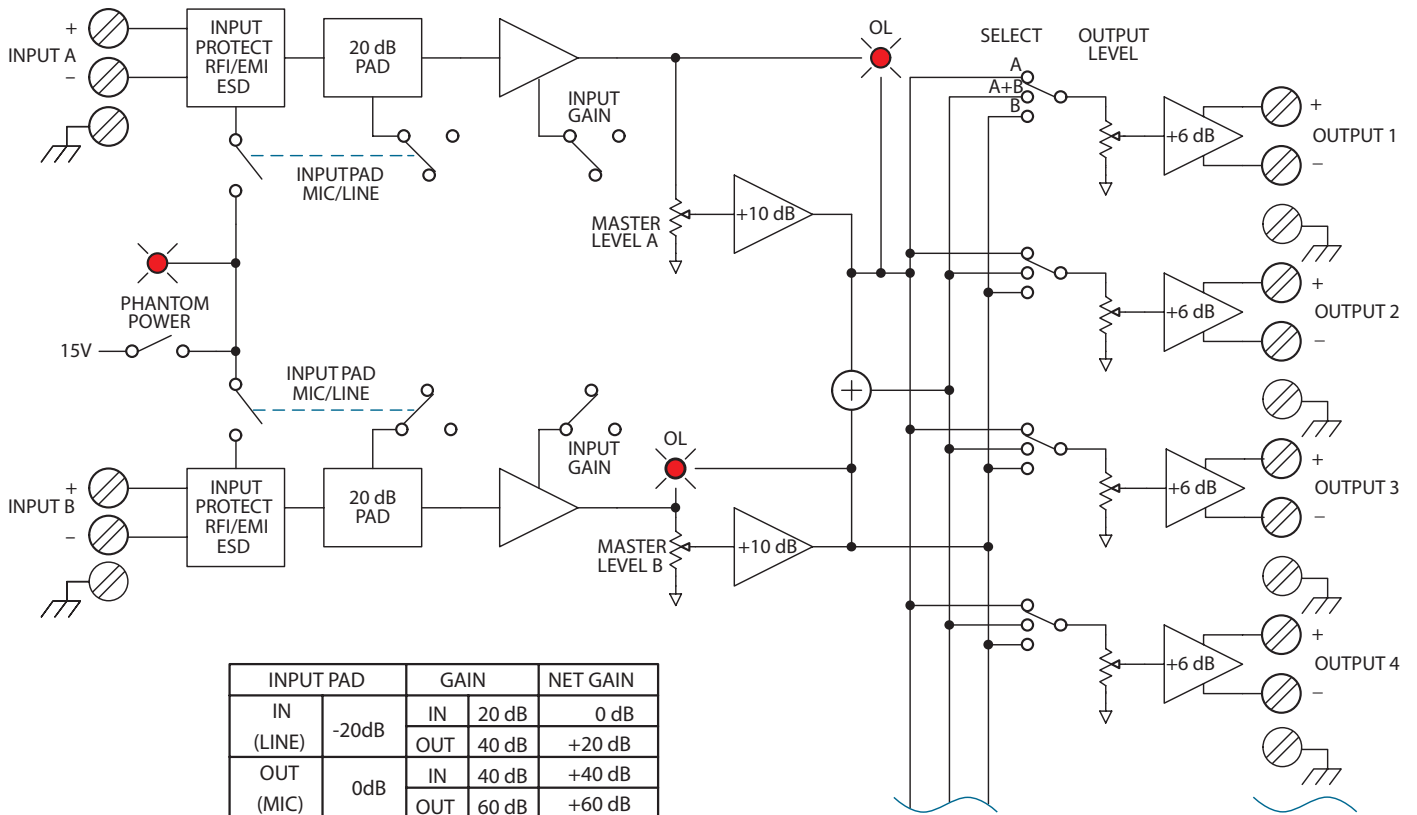 +
INPUT A
−
INPUT
PROTECT
RFI/EMI
ESD
20 dB
PAD
INPUT
GAIN
INPUT PAD
MIC/LINE
OL
SELECT
OUTPUT
LEVEL
A
A+B
B
+6 dB
+
OUTPUT 1
−
MASTER
LEVEL A
+10 dB
PHANTOM
POWER
15V
+6 dB
+
OUTPUT 2
−
INPUT PAD
MIC/LINE
+
INPUT
GAIN
OL
+
INPUT B
−
INPUT
PROTECT
RFI/EMI
ESD
20 dB
PAD
MASTER
LEVEL B
+10 dB
+6 dB
+
OUTPUT 3
−
+6 dB
+
OUTPUT 4
−
INPUT PAD GAIN NET GAIN
IN IN 20 dB 0 dB
(LINE) -20dB OUT 40 dB +20 dB
OUT IN 40 dB +40 dB
(MIC) 0dB OUT 60 dB +60 dB